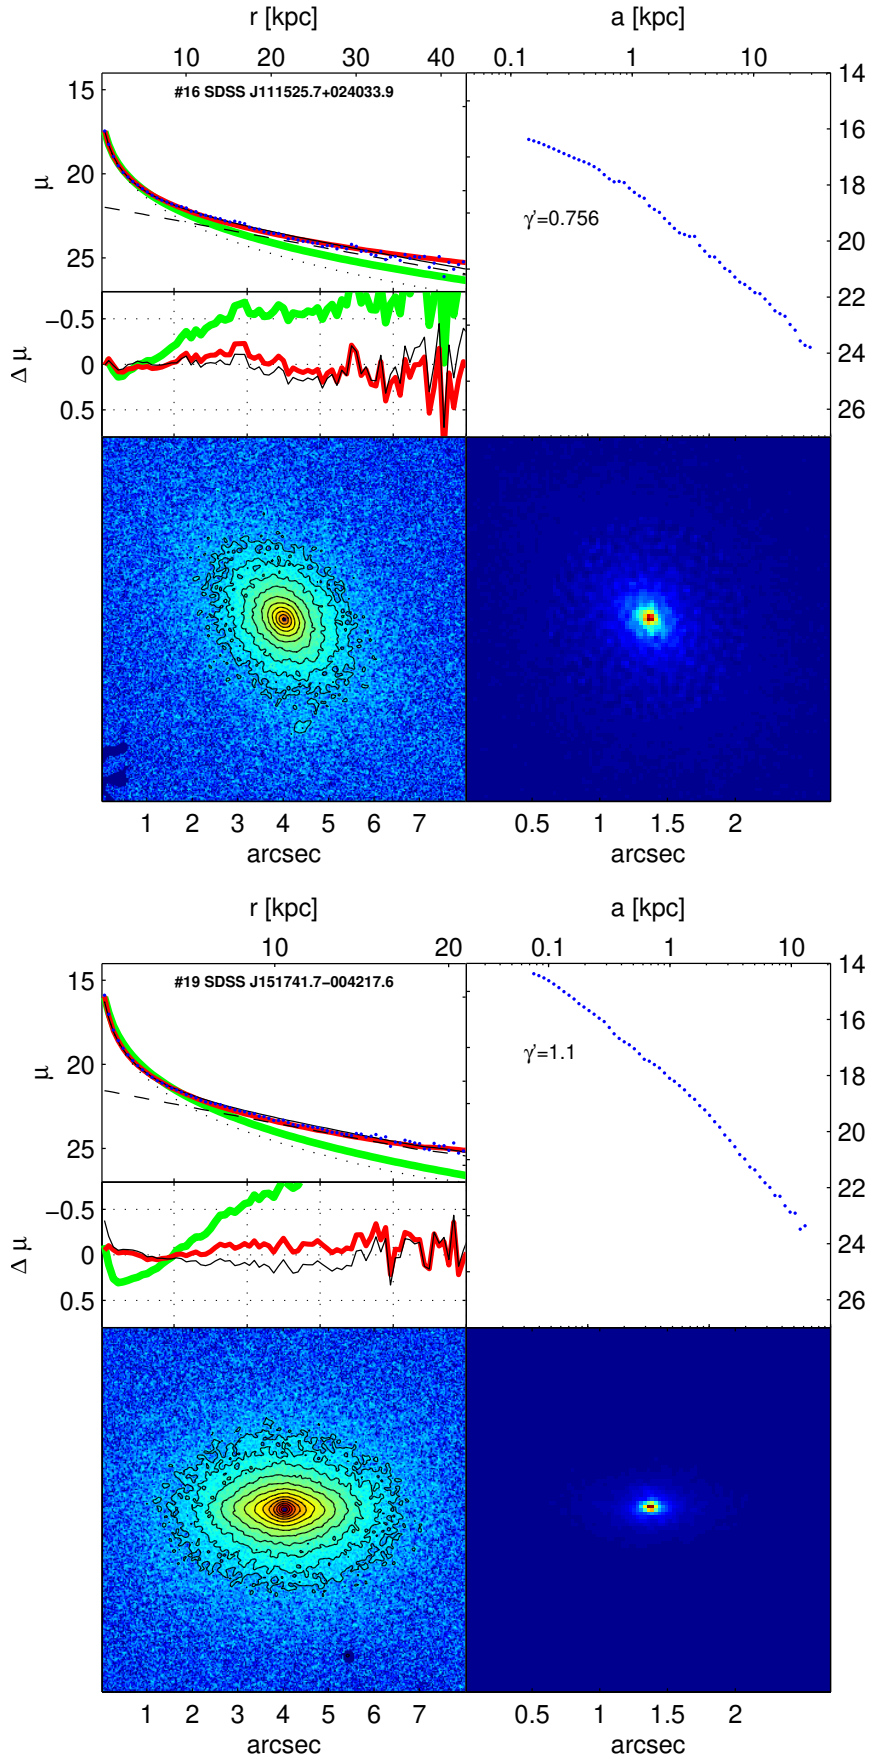 r [kpc]
a [kpc]
10 20 30 40
0.1 1 10
#16 SDSS J111525.7+024033.9
μ
15
20
25
γ'=0.756
14
16
18
20
22
24
26
Δ μ
−0.5
0
0.5
1 2 3 4 5 6 7
arcsec
0.5 1 1.5 2
arcsec
r [kpc]
a [kpc]
10 20
0.1 1 10
#19 SDSS J151741.7−004217.6
μ
15
20
25
γ'=1.1
14
16
18
20
22
24
26
Δ μ
−0.5
0
0.5
1 2 3 4 5 6 7
arcsec
0.5 1 1.5 2
arcsec